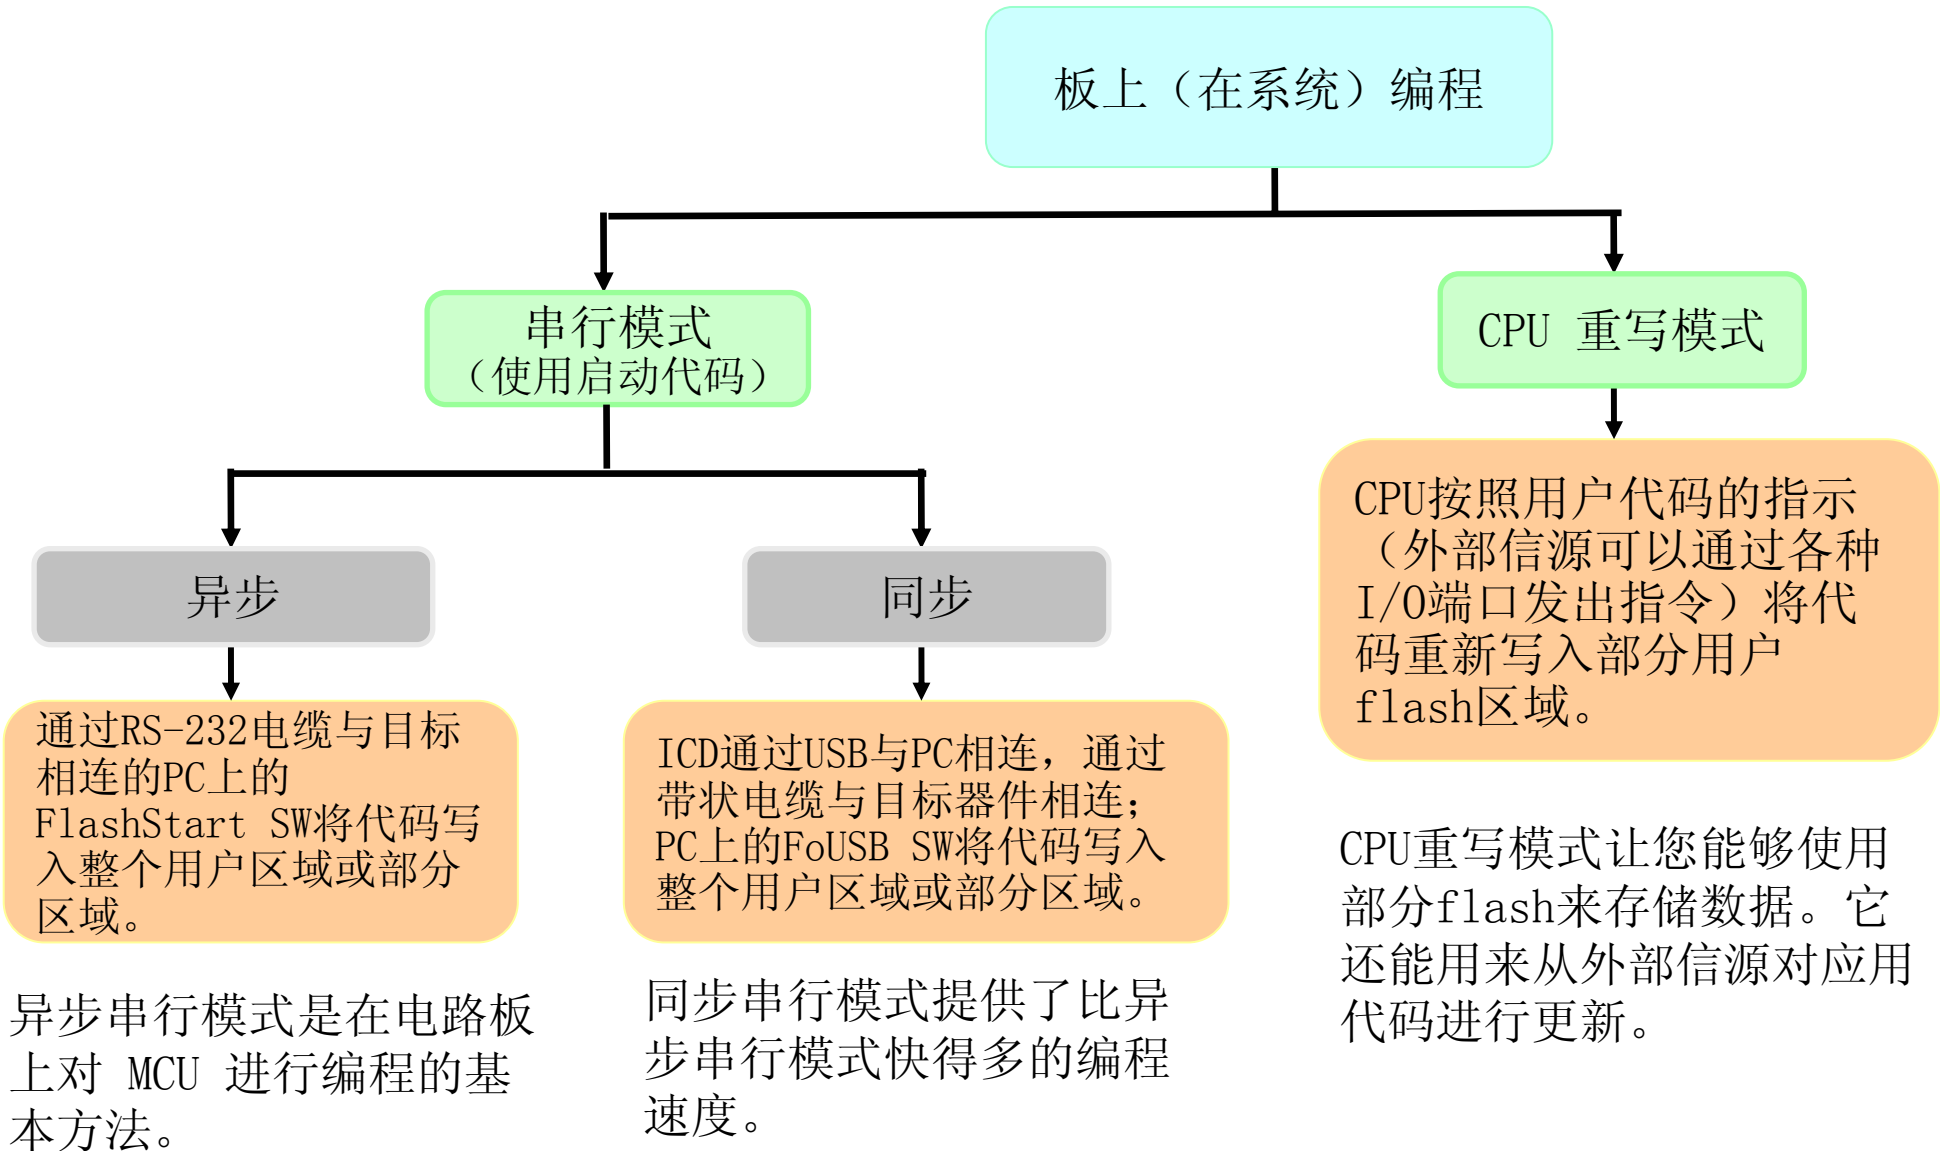 板上（在系统）编程
串行模式
（使用启动代码）
CPU 重写模式
异步
同步
通过RS-232电缆与目标
相连的PC上的
FlashStart SW将代码写
入整个用户区域或部分
区域。
ICD通过USB与PC相连，通过
带状电缆与目标器件相连；
PC上的FoUSB SW将代码写入
整个用户区域或部分区域。
CPU按照用户代码的指示
（外部信源可以通过各种
I/O端口发出指令）将代
码重新写入部分用户
flash区域。
异步串行模式是在电路板
上对 MCU 进行编程的基
本方法。
同步串行模式提供了比异
步串行模式快得多的编程
速度。
CPU重写模式让您能够使用
部分flash来存储数据。它
还能用来从外部信源对应用
代码进行更新。